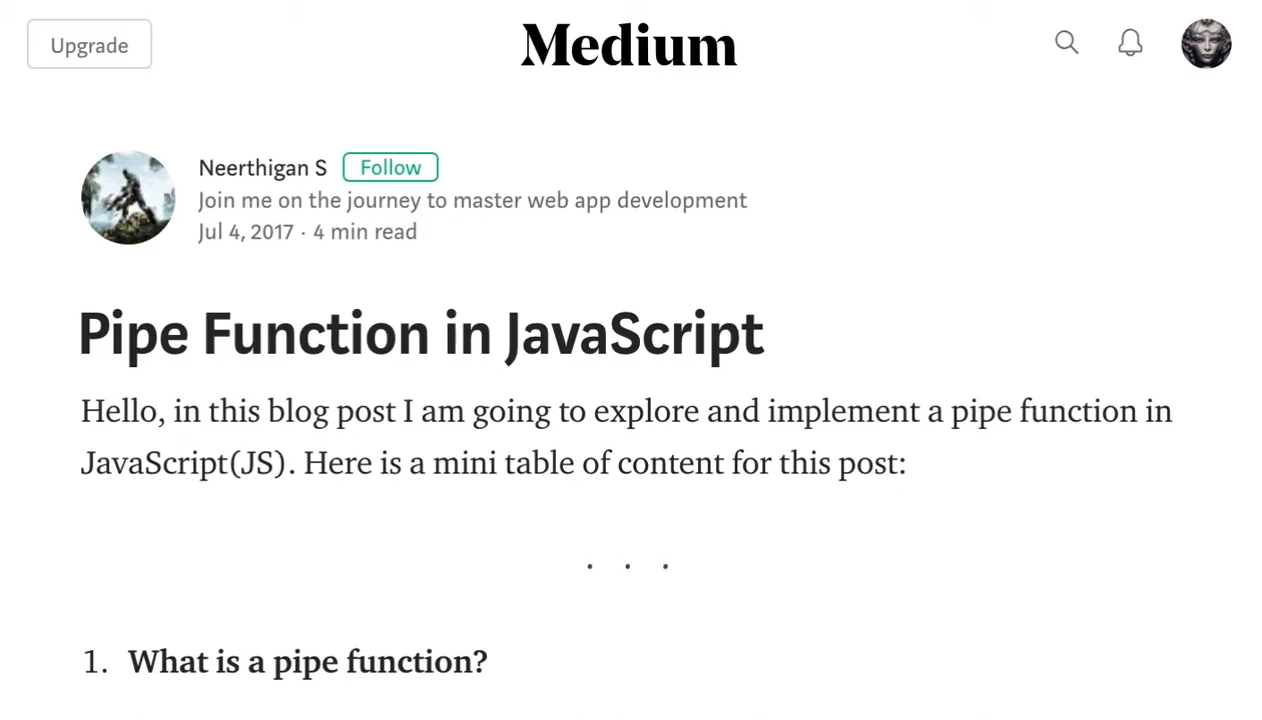 Upgrade
Medium
Neerthigan S Follow
Join me on the journey to master web app development
Jul 4, 2017 · 4 min read
Pipe Function in JavaScript
Hello, in this blog post I am going to explore and implement a pipe function in
JavaScript(JS). Here is a mini table of content for this post:
. . .
1. What is a pipe function?